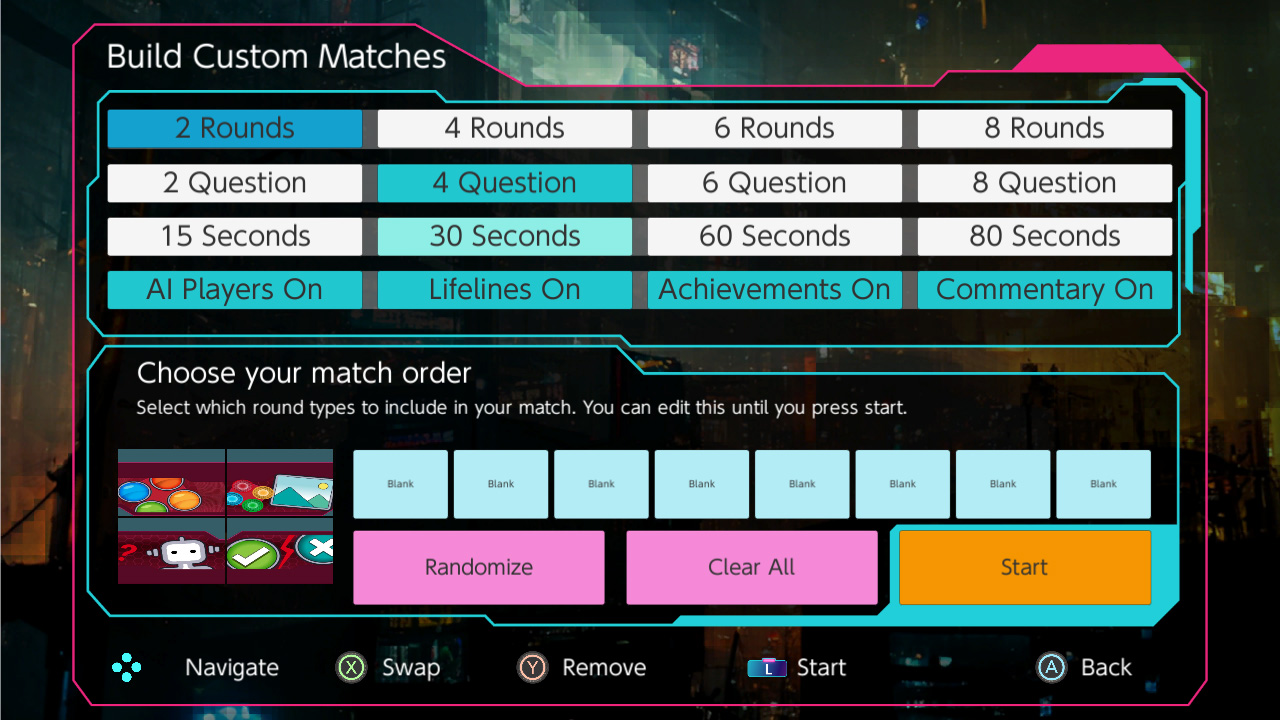 Build Custom Matches
2 Rounds 4 Rounds 6 Rounds 8 Rounds
2 Question 4 Question 6 Question 8 Question
15 Seconds 30 Seconds 60 Seconds 80 Seconds
AI Players On Lifelines On Achievements On Commentary On
Choose your match order
Select which round types to include in your match. You can edit this until you press start.
Blank Blank Blank Blank Blank Blank Blank Blank
?
Randomize Clear All Start
Navigate X Swap Y Remove L Start A Back